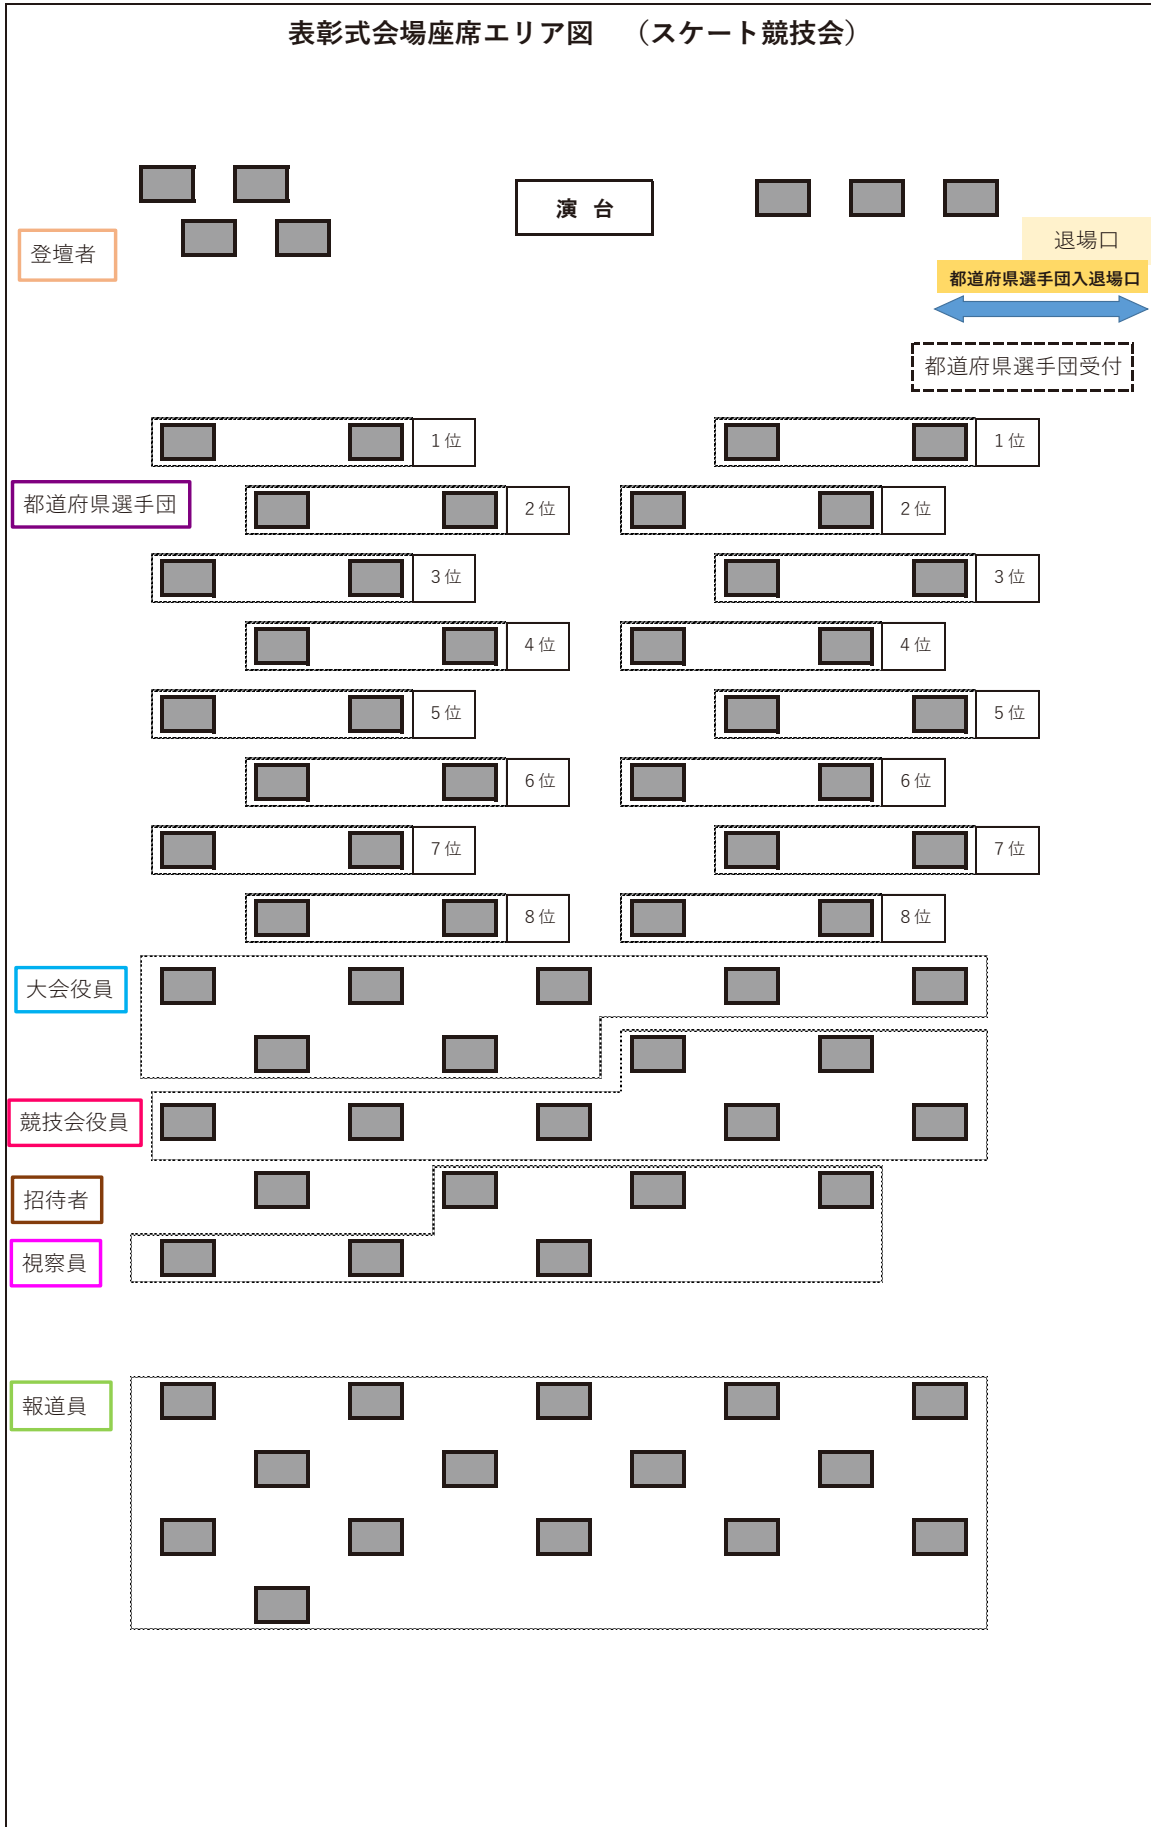 表彰式会場座席エリア図　（スケート競技会）
演 台
登壇者
退場口
都道府県選手団入退場口
都道府県選手団受付
1位
1位
都道府県選手団
2位
2位
3位
3位
4位
4位
5位
5位
6位
6位
7位
7位
8位
8位
大会役員
競技会役員
招待者
視察員
報道員